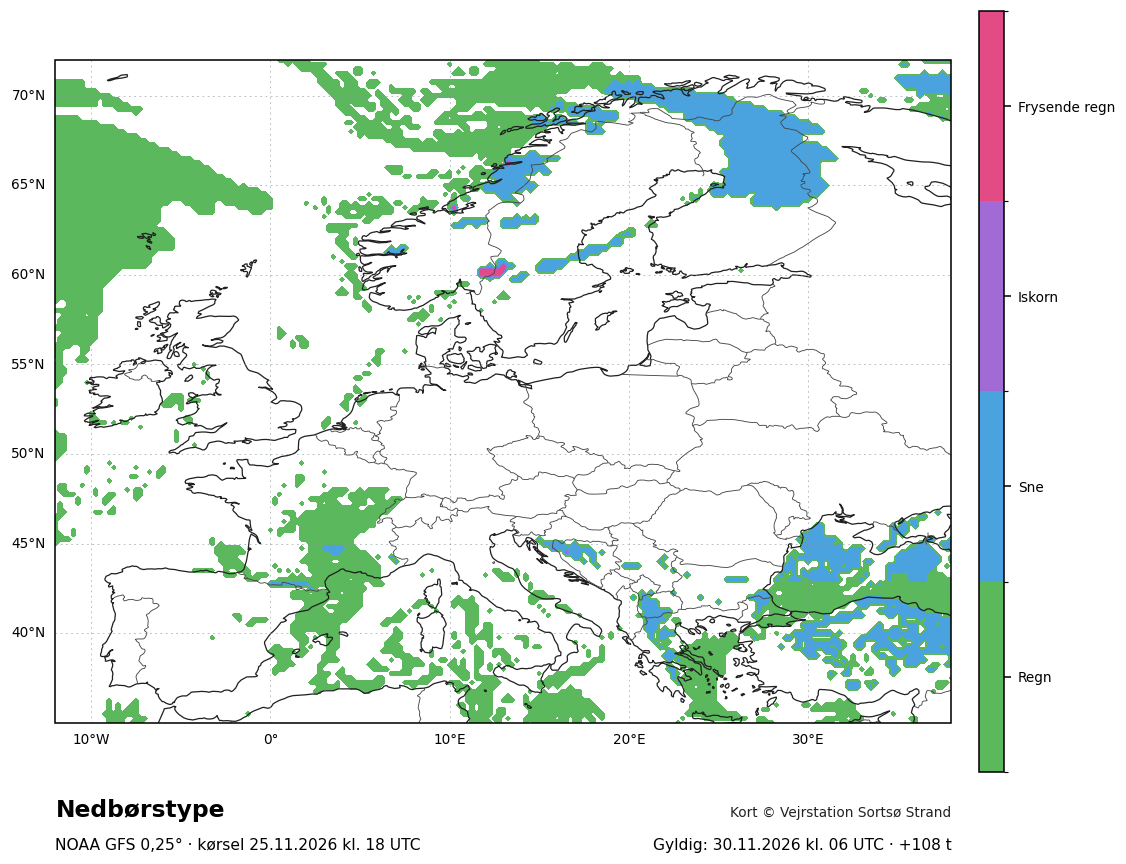 70°N
65°N
60°N
55°N
50°N
45°N
40°N
10°W
0°
10°E
20°E
30°E
Frysende regn
Iskorn
Sne
Regn
Nedbørstype
Kort © Vejrstation Sortsø Strand
NOAA GFS 0,25° · kørsel 25.11.2026 kl. 18 UTC
Gyldig: 30.11.2026 kl. 06 UTC · +108 t